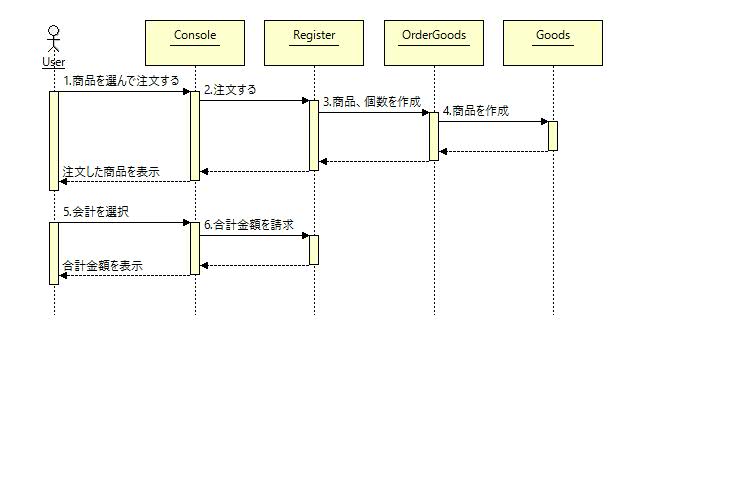 Console
Register
OrderGoods
Goods
User
1.商品を選んで注文する
2.注文する
3.商品、個数を作成
4.商品を作成
注文した商品を表示
5.会計を選択
6.合計金額を請求
合計金額を表示